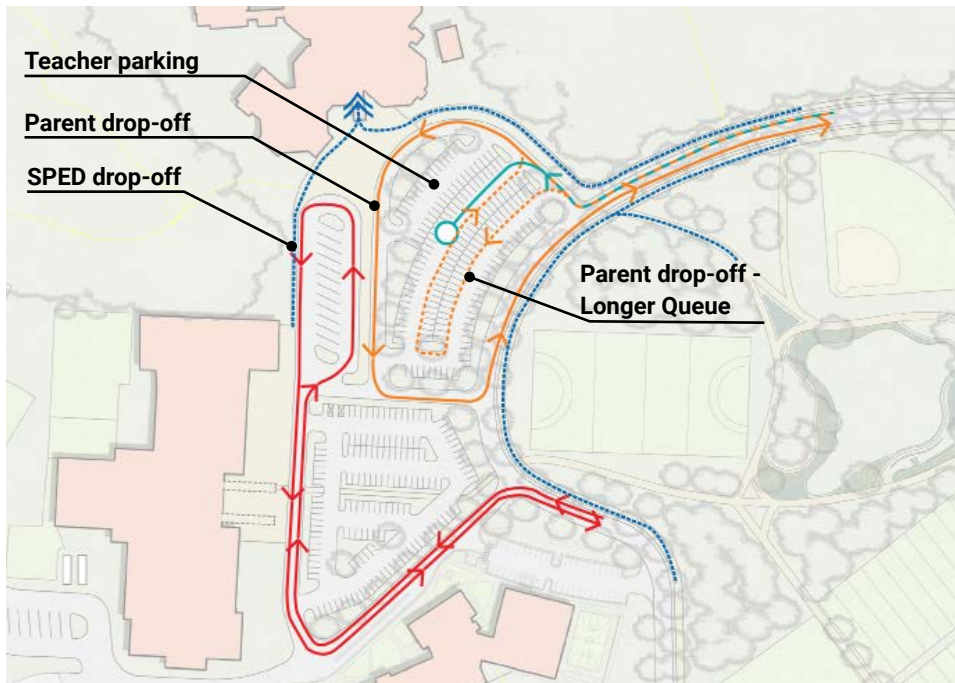 Teacher parking
Parent drop-off
SPED drop-off
Parent drop-off -
Longer Queue